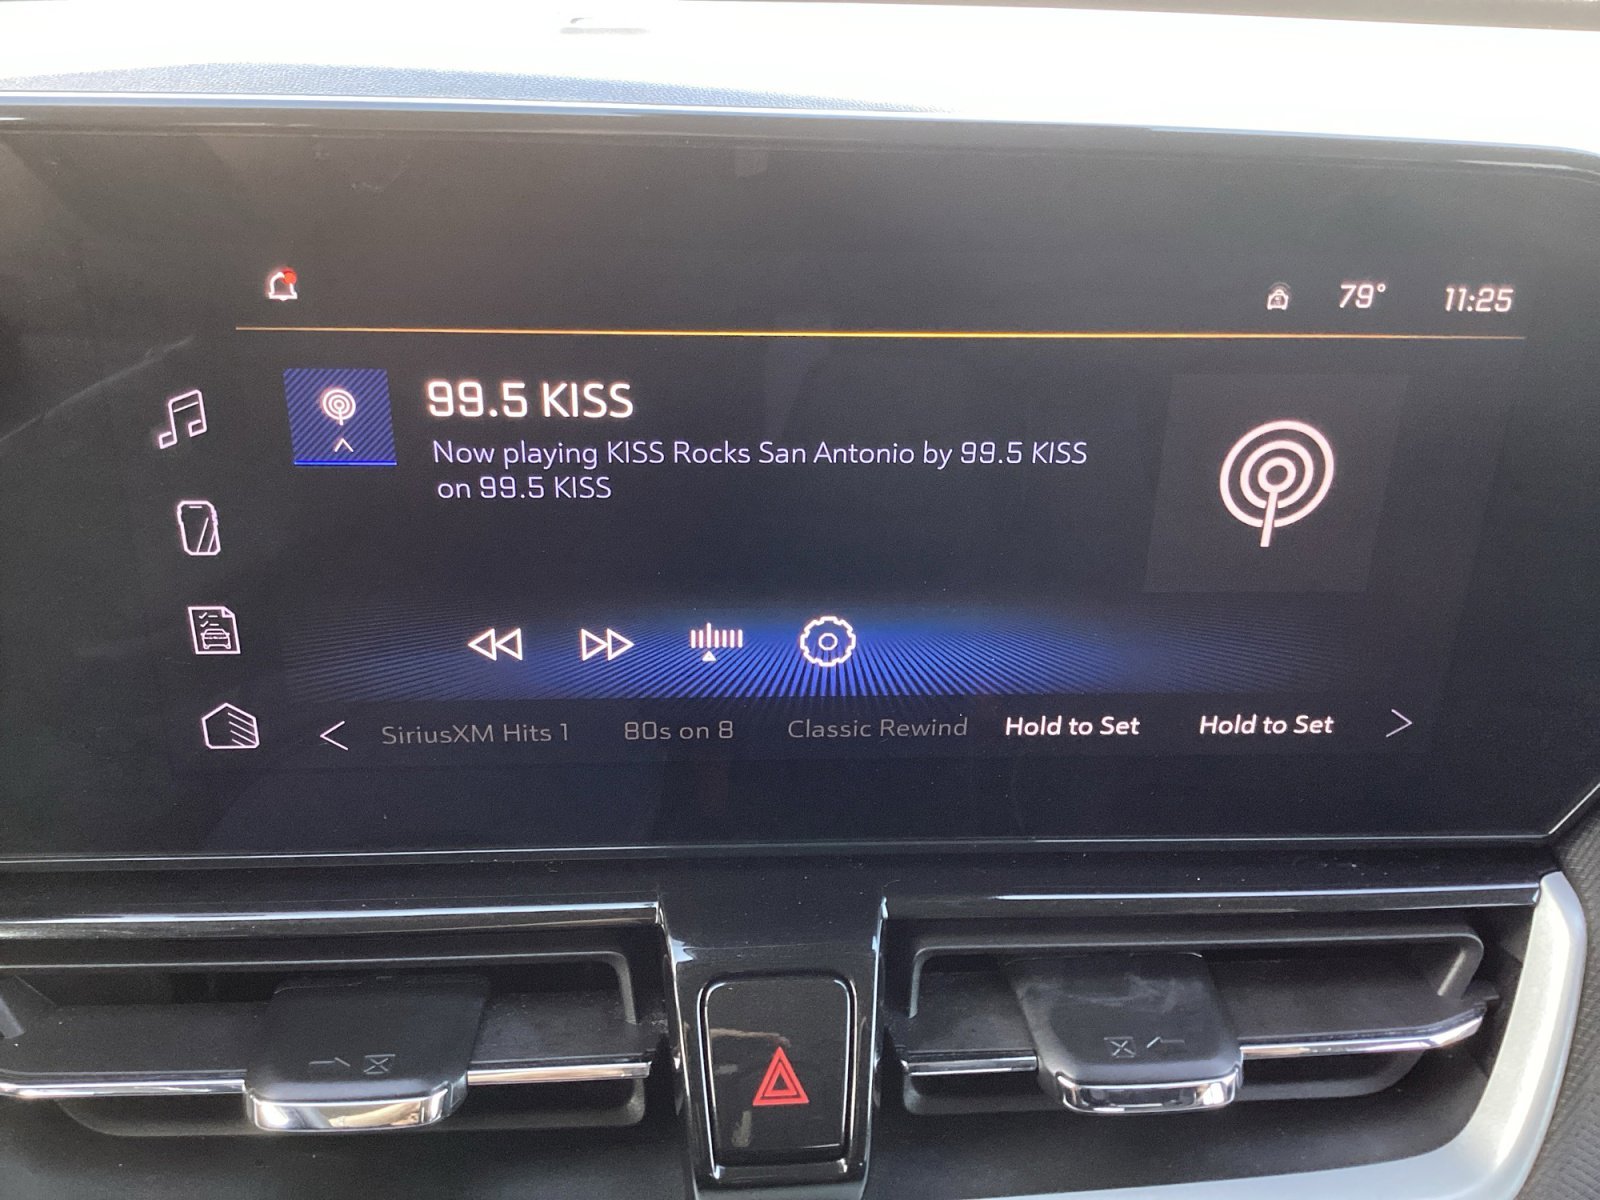 79° 11:25
99.5 KISS
Now playing KISS Rocks San Antonio by 99.5 KISS
on 99.5 KISS
SiriusXM Hits 1 80s on 8 Classic Rewind Hold to Set Hold to Set